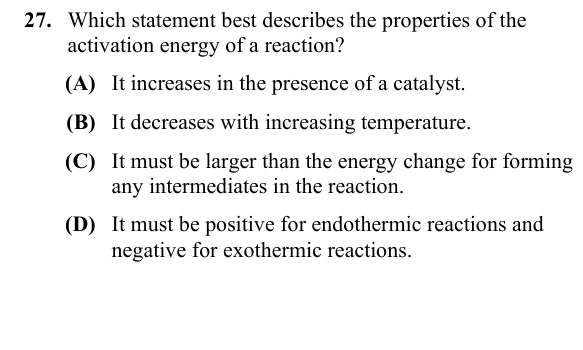 27. Which statement best describes the properties of the
activation energy of a reaction?
(A) It increases in the presence of a catalyst.
(B) It decreases with increasing temperature.
(C) It must be larger than the energy change for forming
any intermediates in the reaction.
(D) It must be positive for endothermic reactions and
negative for exothermic reactions.